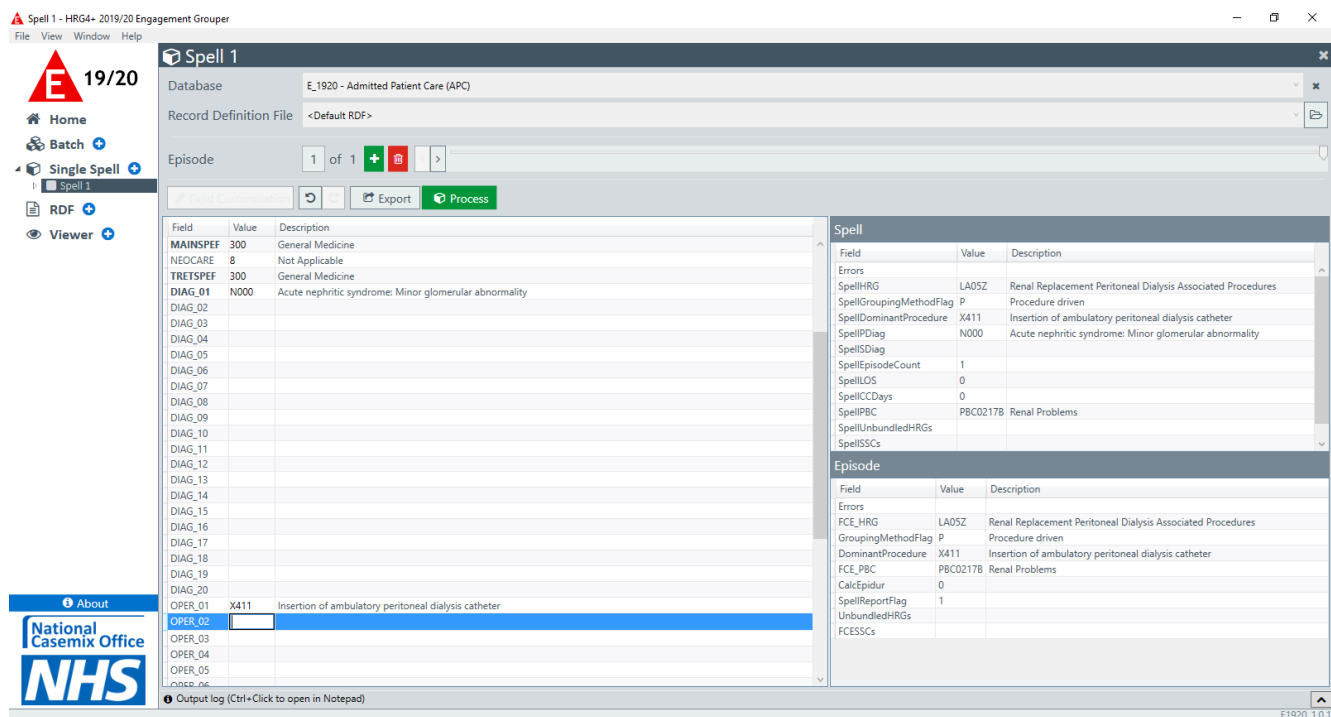 Spell 1 - HRG4+ 2019/20 Engagement Grouper
File View Window Help
E 19/20
Home
Batch
Single Spell
Spell 1
RDF
Viewer
About
National
Casemix Office
NHS
Spell 1
Database E_1920 - Admitted Patient Care (APC)
Record Definition File <Default RDF>
Episode 1 of 1
Field Customisation Export Process
Field Value Description
MAINSPEF 300 General Medicine
NEOCARE 8 Not Applicable
TRETSPEF 300 General Medicine
DIAG_01 N000 Acute nephritic syndrome: Minor glomerular abnormality
DIAG_02
DIAG_03
DIAG_04
DIAG_05
DIAG_06
DIAG_07
DIAG_08
DIAG_09
DIAG_10
DIAG_11
DIAG_12
DIAG_13
DIAG_14
DIAG_15
DIAG_16
DIAG_17
DIAG_18
DIAG_19
DIAG_20
OPER_01 X411 Insertion of ambulatory peritoneal dialysis catheter
OPER_02
OPER_03
OPER_04
OPER_05
OPER_06
Spell
Field Value Description
Errors
SpellHRG LA05Z Renal Replacement Peritoneal Dialysis Associated Procedures
SpellGroupingMethodFlag P Procedure driven
SpellDominantProcedure X411 Insertion of ambulatory peritoneal dialysis catheter
SpellPDiag N000 Acute nephritic syndrome: Minor glomerular abnormality
SpellSDiag
SpellEpisodeCount 1
SpellLOS 0
SpellCCDays 0
SpellPBC PBC0217B Renal Problems
SpellUnbundledHRGs
SpellSSCs
Episode
Field Value Description
Errors
FCE_HRG LA05Z Renal Replacement Peritoneal Dialysis Associated Procedures
GroupingMethodFlag P Procedure driven
DominantProcedure X411 Insertion of ambulatory peritoneal dialysis catheter
FCE_PBC PBC0217B Renal Problems
CalcEpidur 0
SpellReportFlag 1
UnbundledHRGs
FCESSCs
Output log (Ctrl+Click to open in Notepad)
E1920_1.0.1